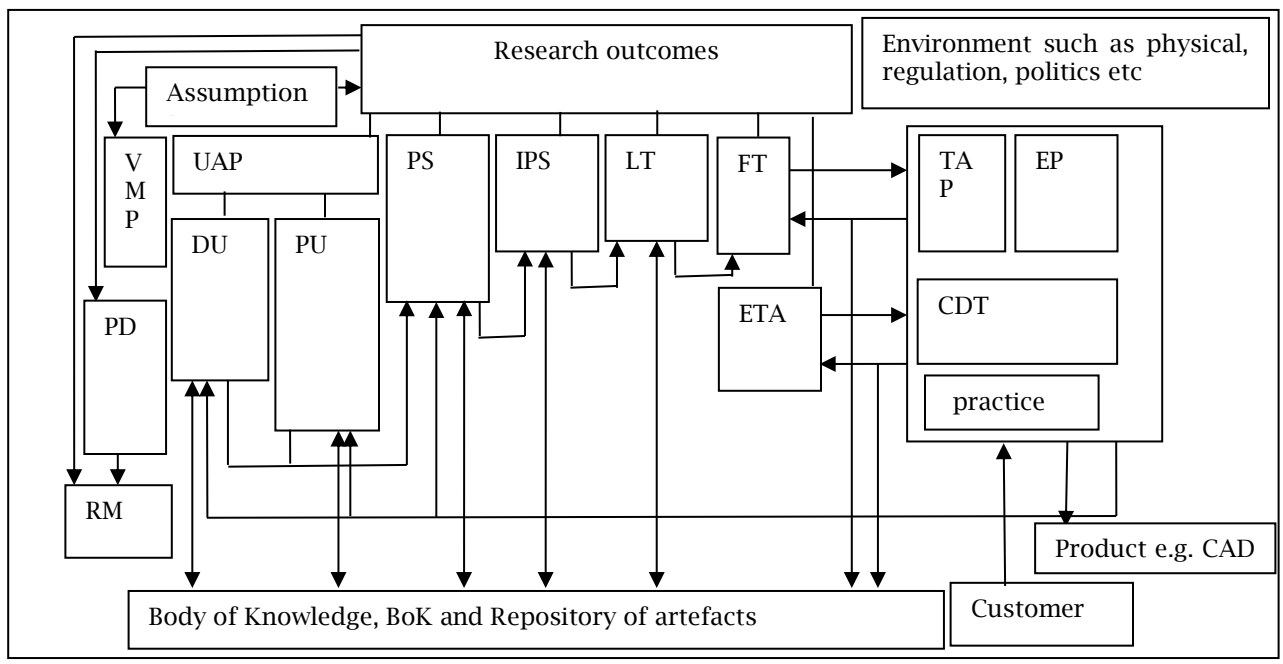 Research outcomes
Environment such as physical,
regulation, politics etc
Assumption
V
M
P
UAP
PS
IPS
LT
FT
TA
P
EP
DU
PU
PD
ETA
CDT
practice
RM
Product e.g. CAD
Body of Knowledge, BoK and Repository of artefacts
Customer